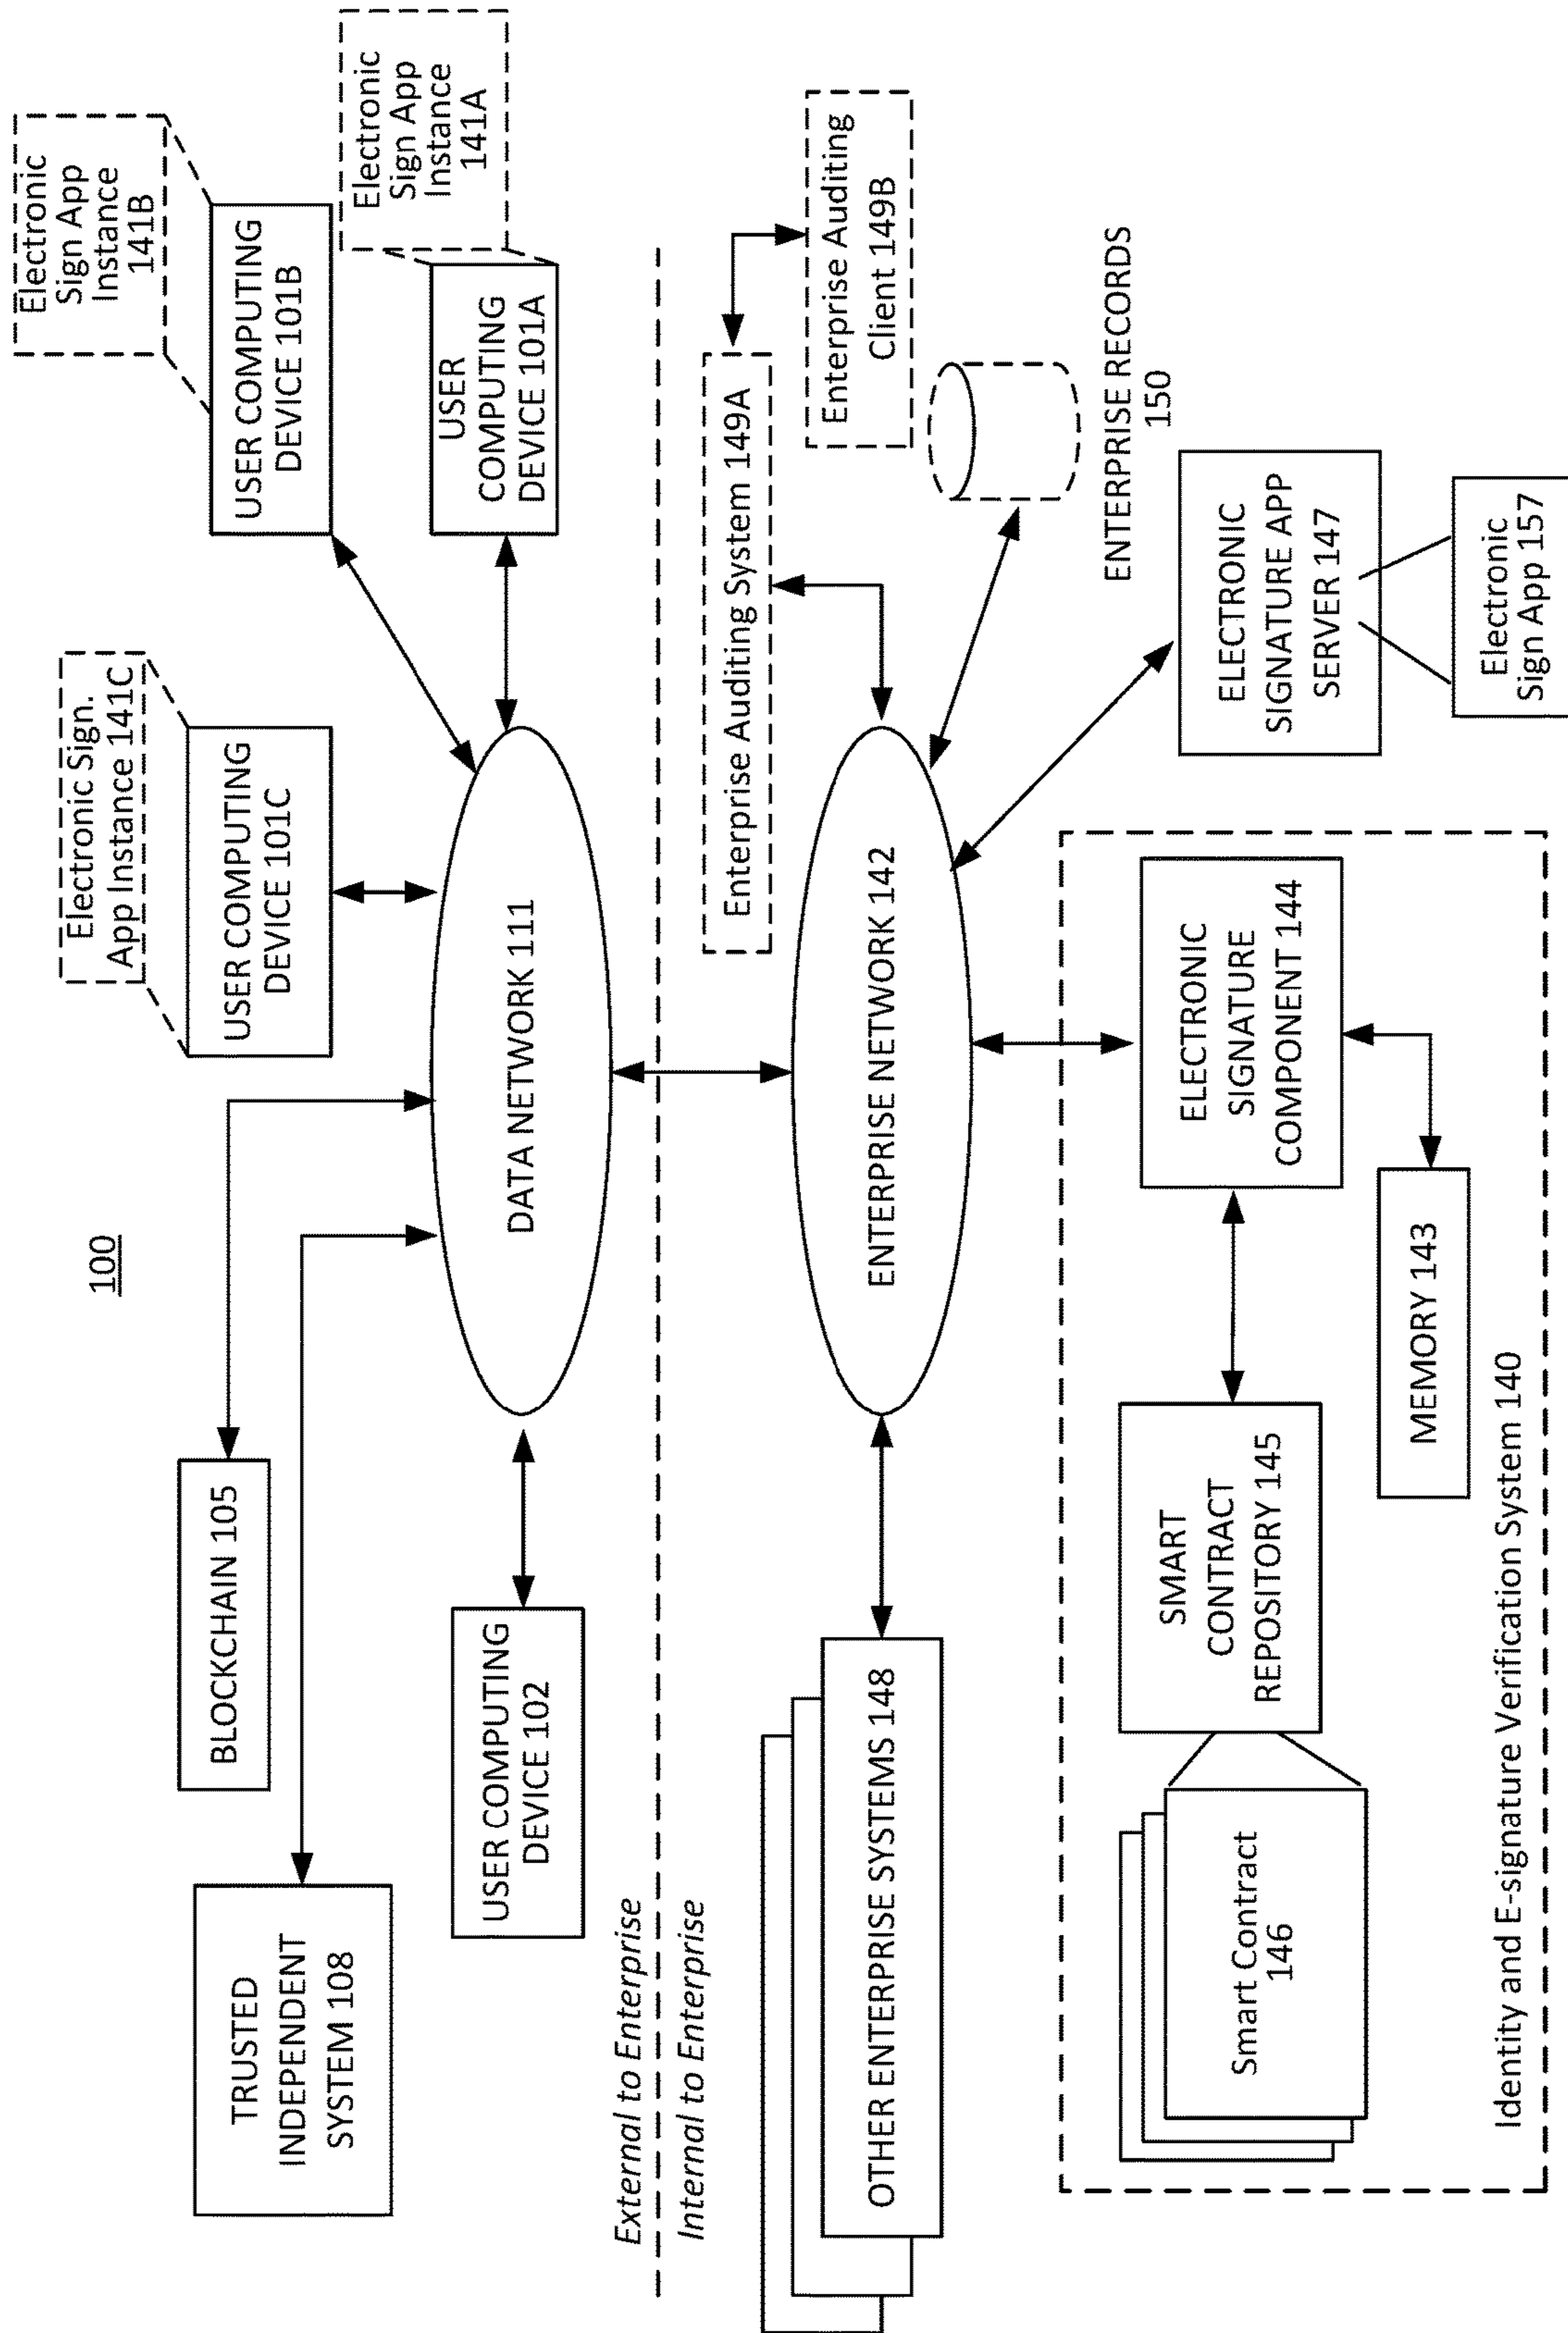 100
TRUSTED
INDEPENDENT
SYSTEM 108
BLOCKCHAIN 105
Electronic Sign.
App Instance 141C
USER COMPUTING
DEVICE 101C
Electronic
Sign App
Instance
141B
USER COMPUTING
DEVICE 101B
Electronic
Sign App
Instance
141A
USER
COMPUTING
DEVICE 101A
USER COMPUTING
DEVICE 102
DATA NETWORK 111
External to Enterprise
Internal to Enterprise
Enterprise Auditing System 149A
Enterprise Auditing
Client 149B
OTHER ENTERPRISE SYSTEMS 148
ENTERPRISE NETWORK 142
ENTERPRISE RECORDS
150
ELECTRONIC
SIGNATURE APP
SERVER 147
Electronic
Sign App 157
Smart Contract
146
SMART
CONTRACT
REPOSITORY 145
ELECTRONIC
SIGNATURE
COMPONENT 144
MEMORY 143
Identity and E-signature Verification System 140